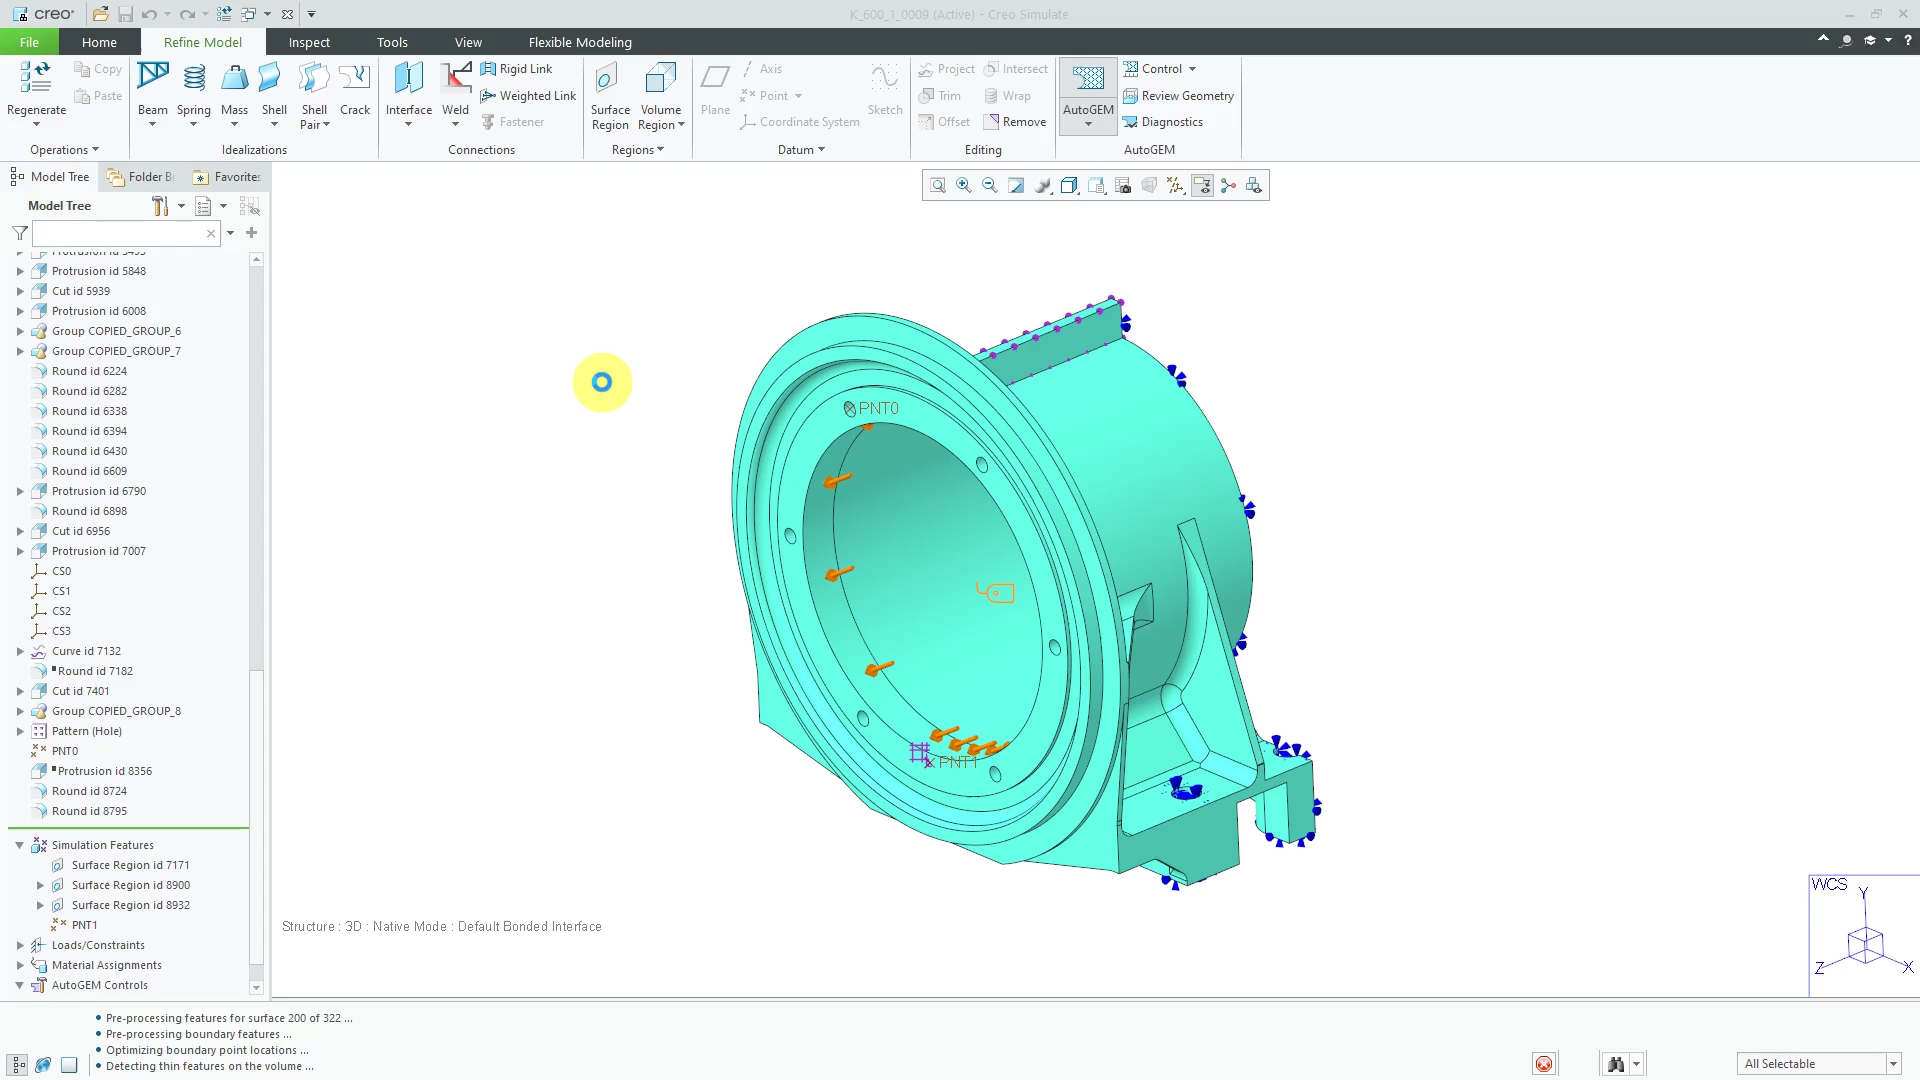 creo
K_600_1_0009 (Active) - Creo Simulate
File
Home
Refine Model
Inspect
Tools
View
Flexible Modeling
Regenerate
Copy
Paste
Operations
Beam
Spring
Mass
Shell
Shell
Pair
Crack
Idealizations
Interface
Weld
Rigid Link
Weighted Link
Fastener
Connections
Surface
Region
Volume
Region
Regions
Plane
Axis
Point
Coordinate System
Sketch
Datum
Project
Intersect
Trim
Wrap
Offset
Remove
Editing
AutoGEM
Control
Review Geometry
Diagnostics
AutoGEM
Model Tree
Folder B
Favorites
Model Tree
Protrusion id 5848
Cut id 5939
Protrusion id 6008
Group COPIED_GROUP_6
Group COPIED_GROUP_7
Round id 6224
Round id 6282
Round id 6338
Round id 6394
Round id 6430
Round id 6609
Protrusion id 6790
Round id 6898
Cut id 6956
Protrusion id 7007
CS0
CS1
CS2
CS3
Curve id 7132
Round id 7182
Cut id 7401
Group COPIED_GROUP_8
Pattern (Hole)
PNT0
Protrusion id 8356
Round id 8724
Round id 8795
Simulation Features
Surface Region id 7171
Surface Region id 8900
Surface Region id 8932
PNT1
Loads/Constraints
Material Assignments
AutoGEM Controls
PNT0
PNT1
Structure : 3D : Native Mode : Default Bonded Interface
WCS
Y
Z
X
• Pre-processing features for surface 200 of 322 ...
• Pre-processing boundary features ...
• Optimizing boundary point locations ...
• Detecting thin features on the volume ...
All Selectable